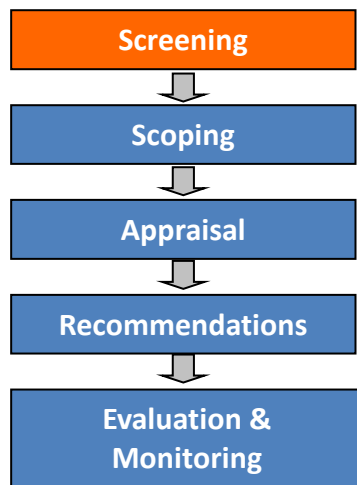 Screening
Scoping
Appraisal
Recommendations
Evaluation &
Monitoring